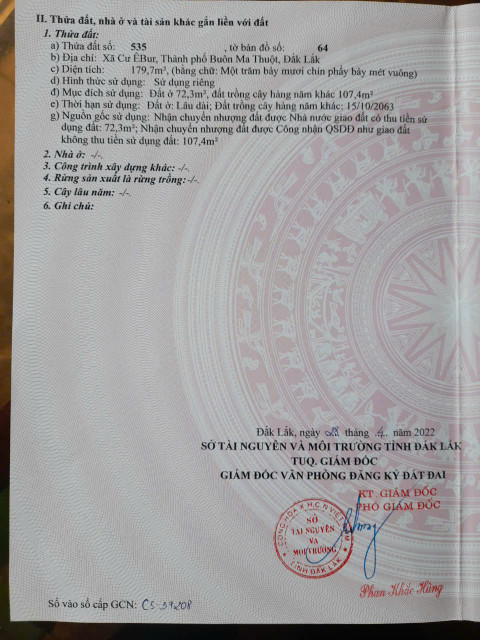 II. Thửa đất, nhà ở và tài sản khác gắn liền với đất
1. Thửa đất:
a) Thửa đất số: 535 , tờ bản đồ số: 64
b) Địa chỉ: Xã Cư ÊBur, Thành phố Buôn Ma Thuột, Đắk Lắk
c) Diện tích: 179,7m², (bằng chữ: Một trăm bảy mươi chín phẩy bảy mét vuông)
d) Hình thức sử dụng: Sử dụng riêng
đ) Mục đích sử dụng: Đất ở 72,3m², đất trồng cây hàng năm khác 107,4m²
e) Thời hạn sử dụng: Đất ở: Lâu dài; Đất trồng cây hàng năm khác: 15/10/2063
g) Nguồn gốc sử dụng: Nhận chuyển nhượng đất được Nhà nước giao đất có thu tiền sử
dụng đất: 72,3m²; Nhận chuyển nhượng đất được Công nhận QSDĐ như giao đất
không thu tiền sử dụng đất: 107,4m²
2. Nhà ở: -/-
3. Công trình xây dựng khác: -/-
4. Rừng sản xuất là rừng trồng: -/-
5. Cây lâu năm: -/-
6. Ghi chú:
Đắk Lắk, ngày tháng 4 năm 2022
SỞ TÀI NGUYÊN VÀ MÔI TRƯỜNG TỈNH ĐẮK LẮK
TUQ. GIÁM ĐỐC
GIÁM ĐỐC VĂN PHÒNG ĐĂNG KÝ ĐẤT ĐAI
KT. GIÁM ĐỐC
PHÓ GIÁM ĐỐC
CỘNG HÒA X.H.C.N VIỆT NAM
SỞ
TÀI NGUYÊN
VÀ
MÔI TRƯỜNG
TỈNH ĐẮK LẮK
Phan Khắc Hùng
Số vào sổ cấp GCN: CS-39208